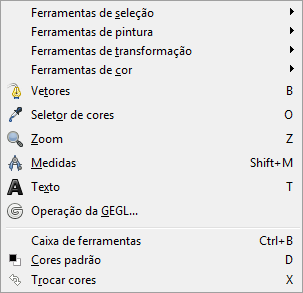 Ferramentas de seleção
Ferramentas de pintura
Ferramentas de transformação
Ferramentas de cor
Vetores B
Seletor de cores O
Zoom Z
Medidas Shift+M
Texto T
Operação da GEGL...
Caixa de ferramentas Ctrl+B
Cores padrão D
Trocar cores X